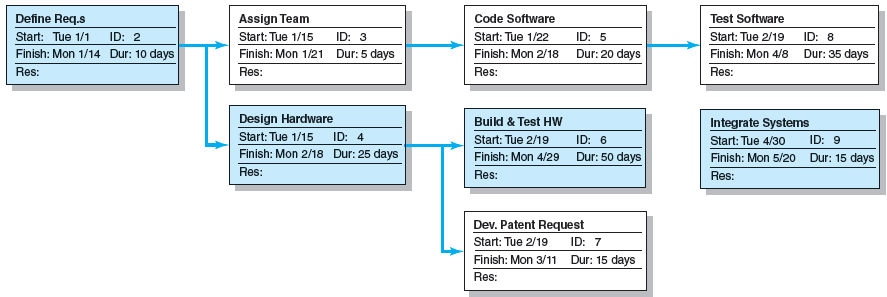 Define Req.s
Start: Tue 1/1 ID: 2
Finish: Mon 1/14 Dur: 10 days
Res:
Assign Team
Start: Tue 1/15 ID: 3
Finish: Mon 1/21 Dur: 5 days
Res:
Code Software
Start: Tue 1/22 ID: 5
Finish: Mon 2/18 Dur: 20 days
Res:
Test Software
Start: Tue 2/19 ID: 8
Finish: Mon 4/8 Dur: 35 days
Res:
Design Hardware
Start: Tue 1/15 ID: 4
Finish: Mon 2/18 Dur: 25 days
Res:
Build & Test HW
Start: Tue 2/19 ID: 6
Finish: Mon 4/29 Dur: 50 days
Res:
Integrate Systems
Start: Tue 4/30 ID: 9
Finish: Mon 5/20 Dur: 15 days
Res:
Dev. Patent Request
Start: Tue 2/19 ID: 7
Finish: Mon 3/11 Dur: 15 days
Res: